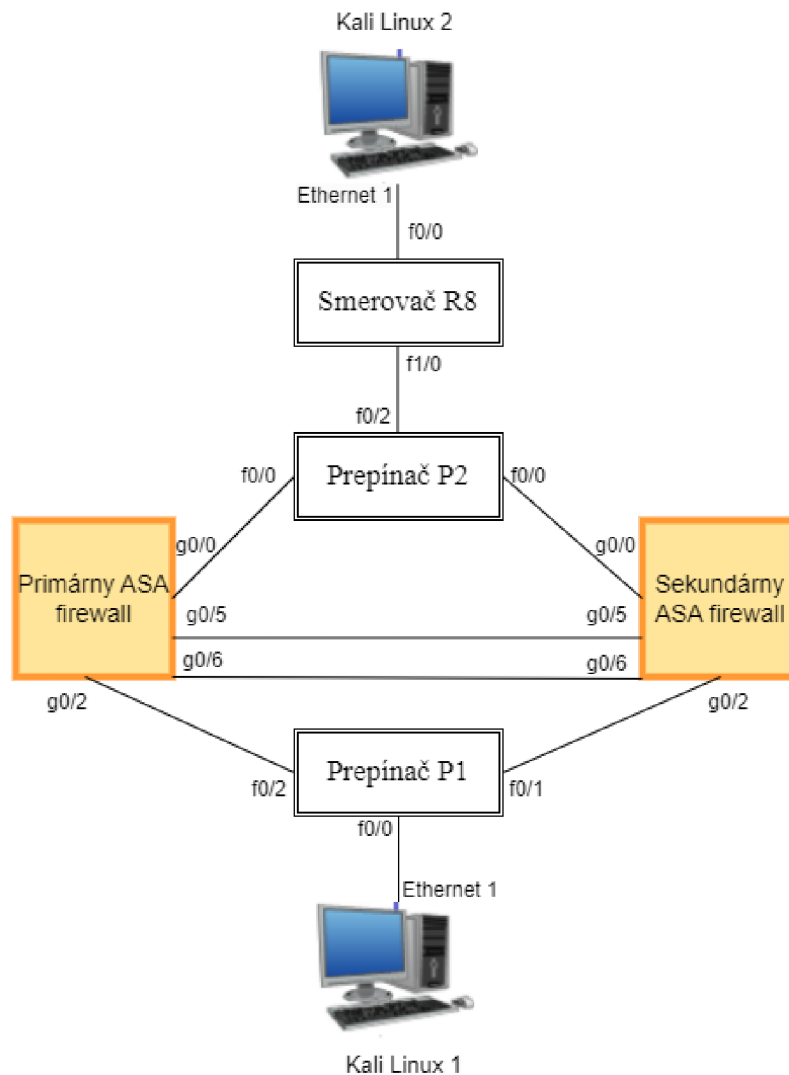 Kali Linux 2
Ethernet 1
f0/0
Smerovač R8
f1/0
f0/2
f0/0
Prepínač P2
f0/0
g0/0
g0/0
Primárny ASA
firewall
Sekundárny
ASA firewall
g0/5
g0/5
g0/6
g0/6
g0/2
g0/2
Prepínač P1
f0/2
f0/1
f0/0
Ethernet 1
Kali Linux 1